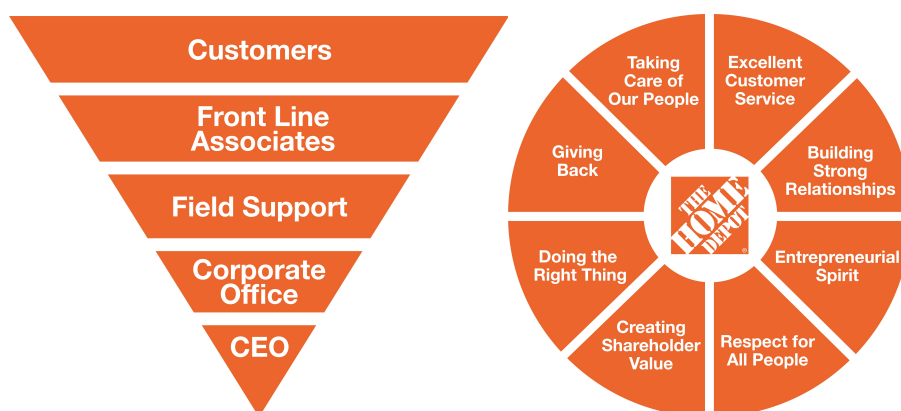 Customers
Front Line
Associates
Field Support
Corporate
Office
CEO
Taking
Care of
Our People
Excellent
Customer
Service
Giving
Back
Building
Strong
Relationships
THE
HOME
DEPOT
®
Doing the
Right Thing
Entrepreneurial
Spirit
Creating
Shareholder
Value
Respect for
All People